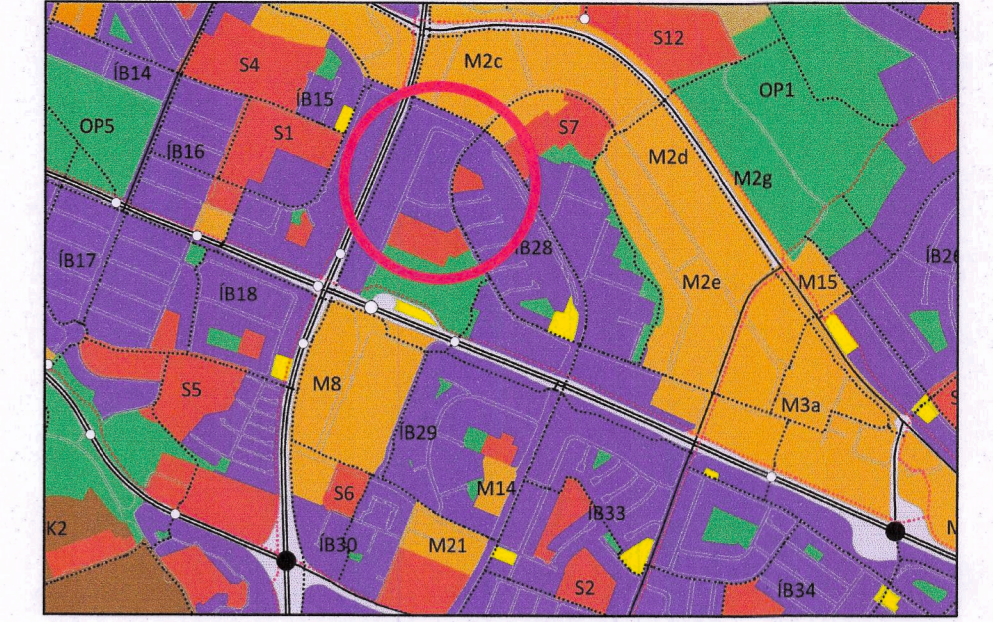 S12
M2c
S4
ÍB14
OP1
ÍB15
OP5
S7
S1
ÍB16
M2d
M2g
ÍB28
ÍB17
M2e
M15
ÍB18
M8
S5
M3a
ÍB29
M14
S6
ÍB33
K2
ÍB30
M21
S2
ÍB34